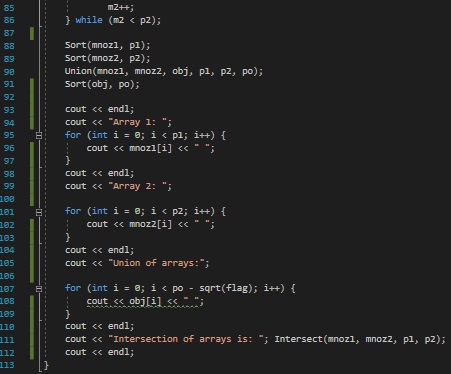 85 m2++;
86 } while (m2 < p2);
87
88 Sort(mnoz1, p1);
89 Sort(mnoz2, p2);
90 Union(mnoz1, mnoz2, obj, p1, p2, po);
91 Sort(obj, po);
92
93 cout << endl;
94 cout << "Array 1: ";
95 for (int i = 0; i < p1; i++) {
96 cout << mnoz1[i] << " ";
97 }
98 cout << endl;
99 cout << "Array 2: ";
100
101 for (int i = 0; i < p2; i++) {
102 cout << mnoz2[i] << " ";
103 }
104 cout << endl;
105 cout << "Union of arrays:";
106
107 for (int i = 0; i < po - sqrt(flag); i++) {
108 cout << obj[i] << " ";
109 }
110 cout << endl;
111 cout << "Intersection of arrays is: "; Intersect(mnoz1, mnoz2, p1, p2);
112 cout << endl;
113 }